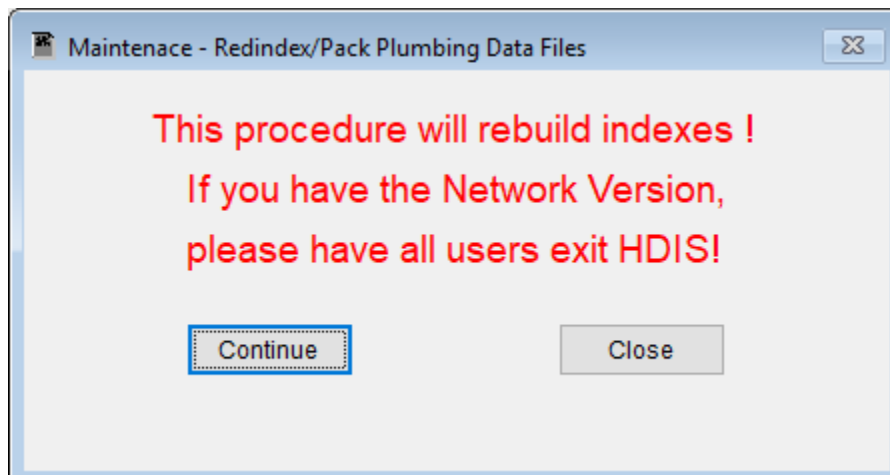 Maintenace - Redindex/Pack Plumbing Data Files
This procedure will rebuild indexes !
If you have the Network Version,
please have all users exit HDIS!
Continue
Close